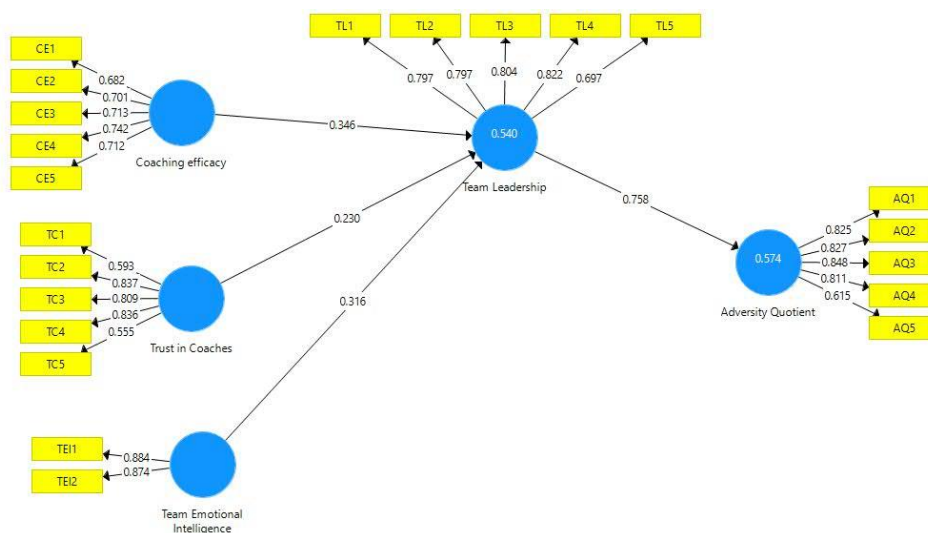 CE1
CE2
CE3
CE4
CE5
0.682
0.701
0.713
0.742
0.712
Coaching efficacy
TL1
TL2
TL3
TL4
TL5
0.797
0.797
0.804
0.822
0.697
0.346
0.540
Team Leadership
TC1
TC2
TC3
TC4
TC5
0.593
0.837
0.809
0.836
0.555
Trust in Coaches
0.230
0.758
0.316
0.574
Adversity Quotient
AQ1
AQ2
AQ3
AQ4
AQ5
0.825
0.827
0.848
0.811
0.615
TEI1
TEI2
0.884
0.874
Team Emotional
Intelligence